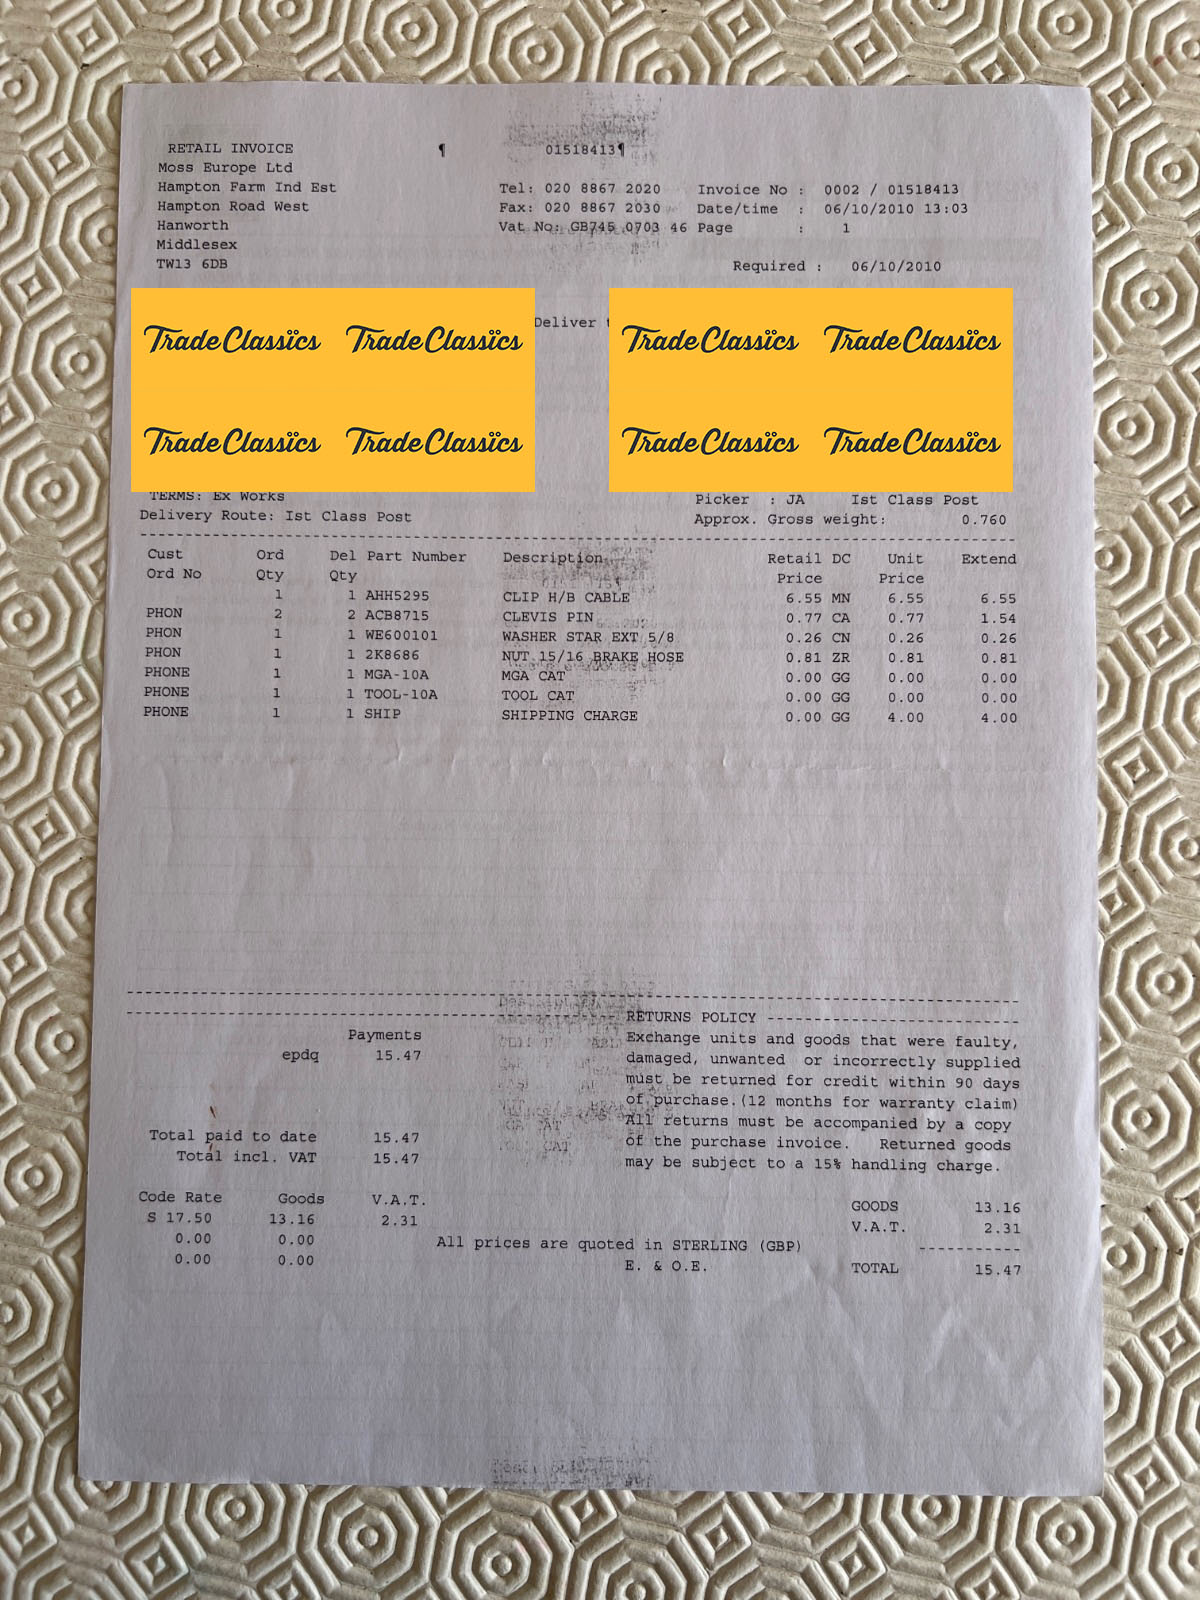 RETAIL INVOICE ¶ 01518413¶
Moss Europe Ltd
Hampton Farm Ind Est Tel: 020 8867 2020 Invoice No : 0002 / 01518413
Hampton Road West Fax: 020 8867 2030 Date/time : 06/10/2010 13:03
Hanworth Vat No: GB745 0703 46 Page : 1
Middlesex
TW13 6DB Required : 06/10/2010
Deliver
TradeClassics TradeClassics TradeClassics TradeClassics
TradeClassics TradeClassics TradeClassics TradeClassics
TERMS: Ex Works Picker : JA Ist Class Post
Delivery Route: Ist Class Post Approx. Gross weight: 0.760
Cust Ord Del Part Number Description Retail DC Unit Extend
Ord No Qty Qty Price Price
1 1 AHH5295 CLIP H/B CABLE 6.55 MN 6.55 6.55
PHON 2 2 ACB8715 CLEVIS PIN 0.77 CA 0.77 1.54
PHON 1 1 WE600101 WASHER STAR EXT 5/8 0.26 CN 0.26 0.26
PHON 1 1 2K8686 NUT 15/16 BRAKE HOSE 0.81 ZR 0.81 0.81
PHONE 1 1 MGA-10A MGA CAT 0.00 GG 0.00 0.00
PHONE 1 1 TOOL-10A TOOL CAT 0.00 GG 0.00 0.00
PHONE 1 1 SHIP SHIPPING CHARGE 0.00 GG 4.00 4.00
RETURNS POLICY
Payments Exchange units and goods that were faulty,
epdq 15.47 damaged, unwanted or incorrectly supplied
must be returned for credit within 90 days
of purchase.(12 months for warranty claim)
All returns must be accompanied by a copy
Total paid to date 15.47 of the purchase invoice. Returned goods
Total incl. VAT 15.47 may be subject to a 15% handling charge.
Code Rate Goods V.A.T. GOODS 13.16
S 17.50 13.16 2.31 V.A.T. 2.31
0.00 0.00 All prices are quoted in STERLING (GBP)
0.00 0.00 E. & O.E. TOTAL 15.47